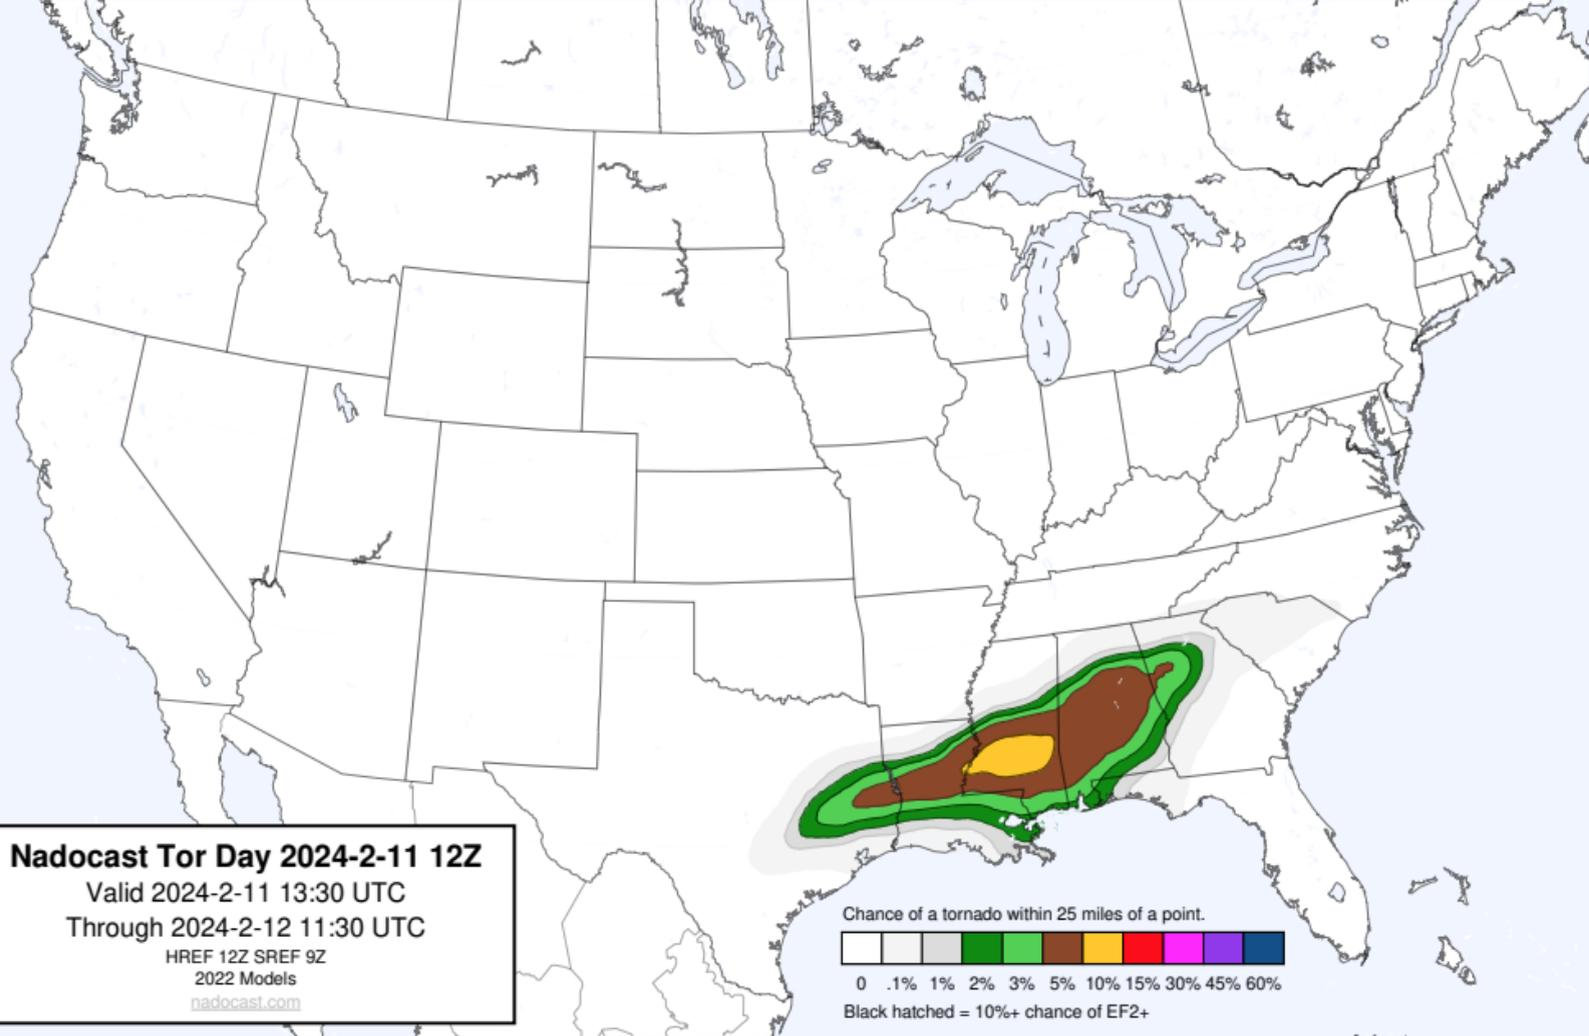 Nadocast Tor Day 2024-2-11 12Z
Valid 2024-2-11 13:30 UTC
Through 2024-2-12 11:30 UTC
HREF 12Z SREF 9Z
2022 Models
nadocast.com
Chance of a tornado within 25 miles of a point.
0 .1% 1% 2% 3% 5% 10% 15% 30% 45% 60%
Black hatched = 10%+ chance of EF2+